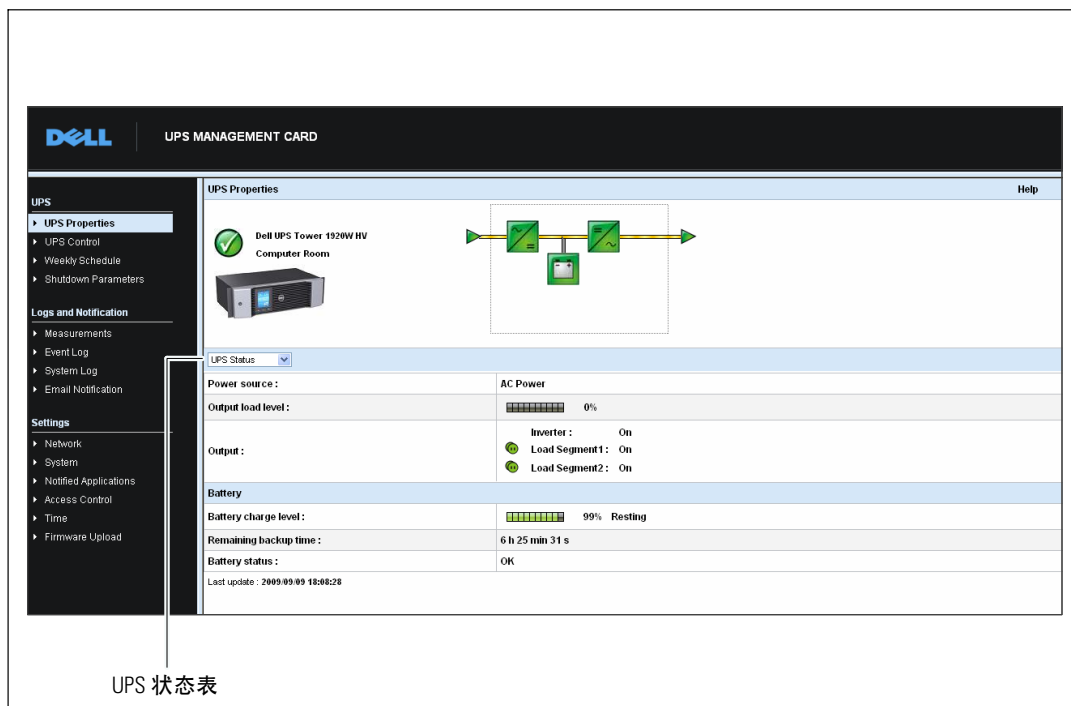 DELL UPS MANAGEMENT CARD
UPS
UPS Properties
UPS Control
Weekly Schedule
Shutdown Parameters
Logs and Notification
Measurements
Event Log
System Log
Email Notification
Settings
Network
System
Notified Applications
Access Control
Time
Firmware Upload
UPS Properties Help
Dell UPS Tower 1920W HV
Computer Room
UPS Status
Power source : AC Power
Output load level : 0%
Output :
Inverter : On
Load Segment1 : On
Load Segment2 : On
Battery
Battery charge level : 99% Resting
Remaining backup time : 6 h 25 min 31 s
Battery status : OK
Last update : 2009/09/09 18:08:28
UPS 状态表